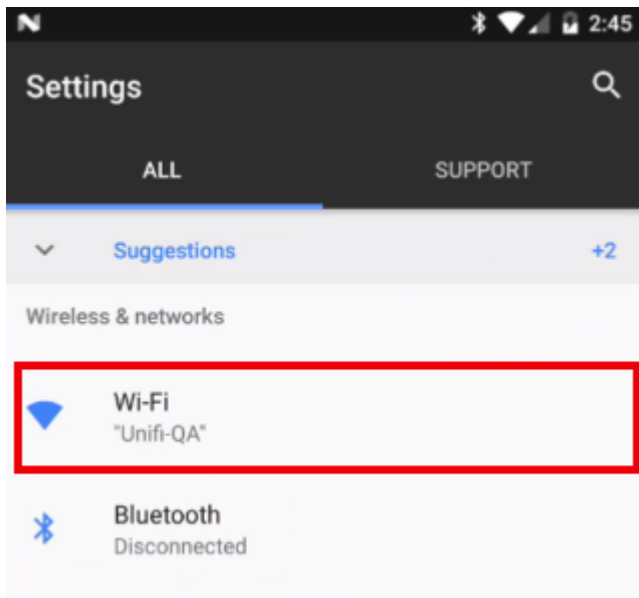 2:45
Settings
ALL SUPPORT
Suggestions +2
Wireless & networks
Wi-Fi
"Unifi-QA"
Bluetooth
Disconnected